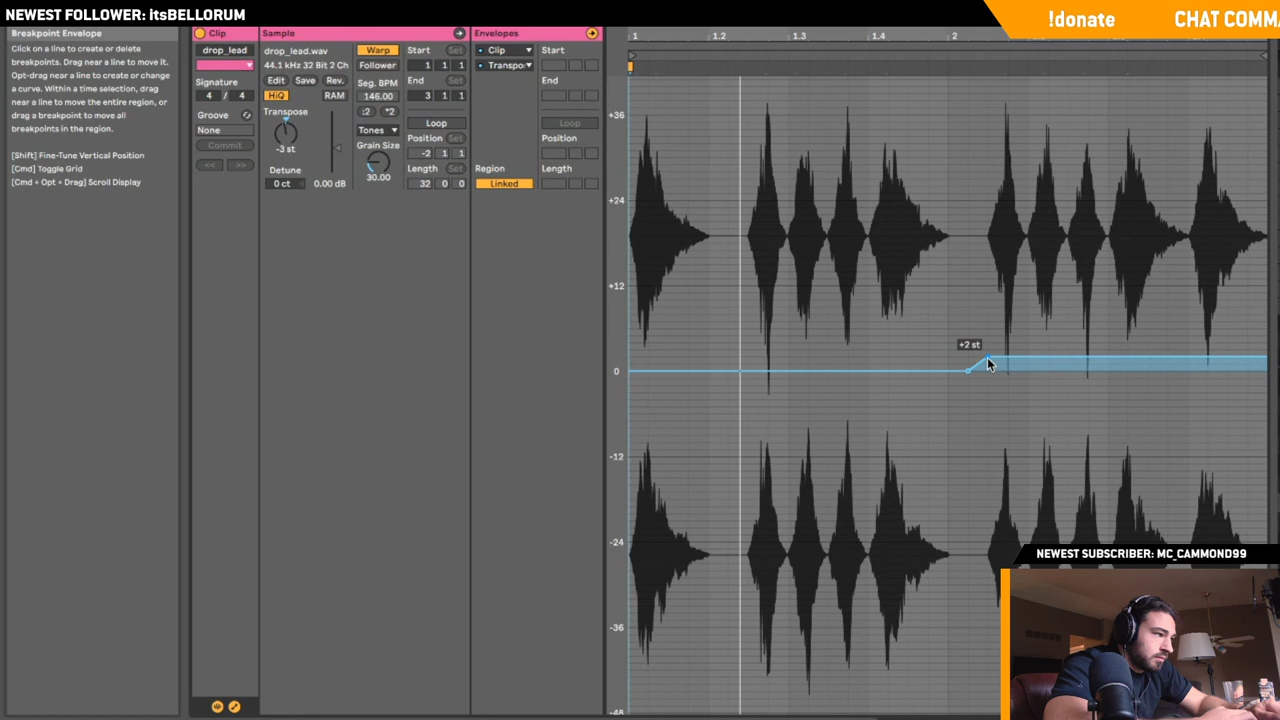 NEWEST FOLLOWER: itsBELLORUM
!donate
CHAT COMMA
Breakpoint Envelope
Click on a line to create or delete
breakpoints. Drag near a line to move it.
Opt-drag near a line to create or change
a curve. Within a time selection, drag
near a line to move the entire region, or
drag a breakpoint to move all
breakpoints in the region.
[Shift] Fine-Tune Vertical Position
[Cmd] Toggle Grid
[Cmd + Opt + Drag] Scroll Display
Clip
drop_lead
Signature
4 / 4
Groove
None
Commit
<< >>
Sample
drop_lead.wav
44.1 kHz 32 Bit 2 Ch
Edit Save Rev.
HiQ RAM
Transpose
-3 st
Detune
0 ct 0.00 dB
Warp
Follower
Seg. BPM
146.00
:2 *2
Tones
Grain Size
30.00
Start Set
1 1 1
End Set
3 1 1
Loop
Position Set
-2 1 1
Length Set
32 0 0
Envelopes
Clip
Transpo
Region
Linked
Start
End
Loop
Position
Length
1 1.2 1.3 1.4 2
+36
+24
+12
0
-12
-24
-36
-48
+2 st
NEWEST SUBSCRIBER: MC_CAMMOND99